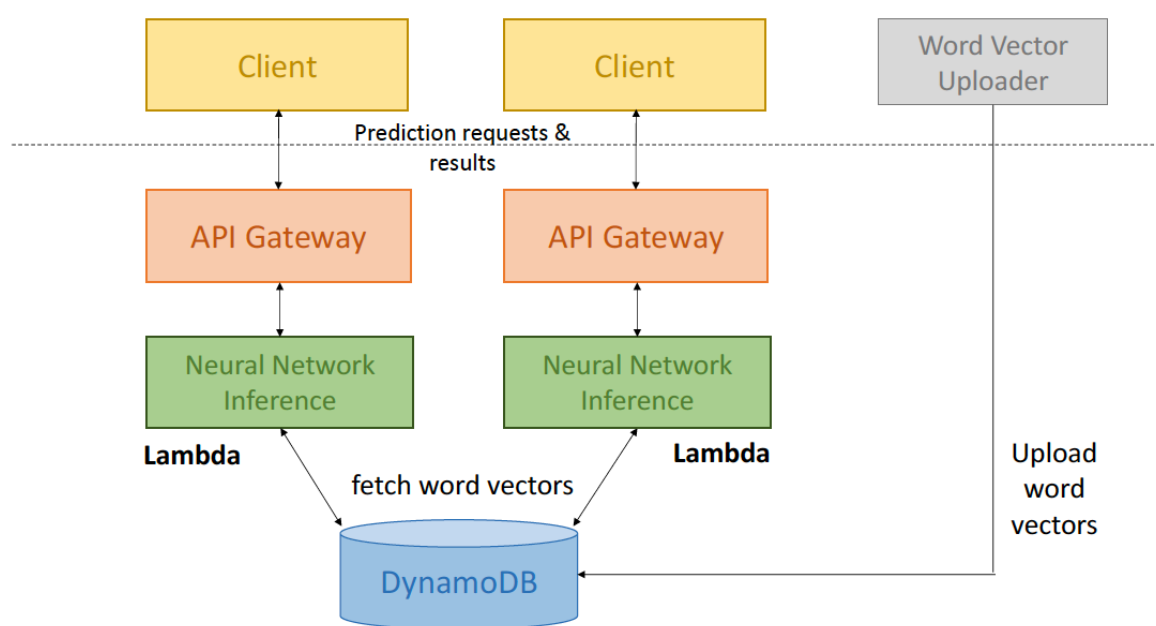 Client
Client
Word Vector
Uploader
Prediction requests &
results
API Gateway
API Gateway
Neural Network
Inference
Neural Network
Inference
Lambda
Lambda
fetch word vectors
Upload
word
vectors
DynamoDB